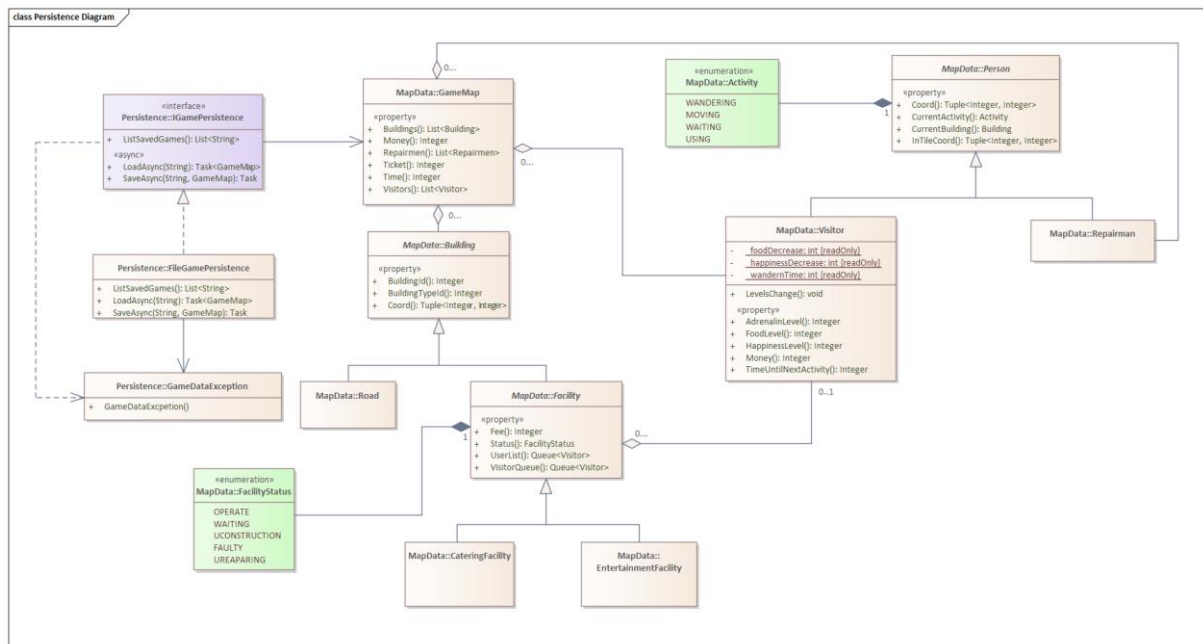 class Persistence Diagram
«interface»
Persistence::IGamePersistence
+ ListSavedGames(): List<String>
«async»
+ LoadAsync(String): Task<GameMap>
+ SaveAsync(String, GameMap): Task
Persistence::FileGamePersistence
+ ListSavedGames(): List<String>
+ LoadAsync(String): Task<GameMap>
+ SaveAsync(String, GameMap): Task
Persistence::GameDataException
+ GameDataExcpetion()
0...
MapData::GameMap
«property»
+ Buildings(): List<Building>
+ Money(): Integer
+ Repairmen(): List<Repairmen>
+ Ticket(): Integer
+ Time(): Integer
+ Visitors(): List<Visitor>
0...
0...
MapData::Building
«property»
+ BuildingId(): Integer
+ BuildingTypeId(): Integer
+ Coord(): Tuple<Integer, Integer>
MapData::Road
MapData::Facility
«property»
+ Fee(): Integer
+ Status(): FacilityStatus
+ UserList(): Queue<Visitor>
+ VisitorQueue(): Queue<Visitor>
1
0...
«enumeration»
MapData::FacilityStatus
OPERATE
WAITING
UCONSTRUCTION
FAULTY
UREAPARING
MapData::CateringFacility
MapData::
EntertainmentFacility
«enumeration»
MapData::Activity
WANDERING
MOVING
WAITING
USING
1
MapData::Person
«property»
+ Coord(): Tuple<Integer, Integer>
+ CurrentActivity(): Activity
+ CurrentBuilding(): Building
+ InTileCoord(): Tuple<Integer, Integer>
MapData::Visitor
- foodDecrease: int {readOnly}
- happinessDecrease: int {readOnly}
- wandernTime: int {readOnly}
+ LevelsChange(): void
«property»
+ AdrenalinLevel(): Integer
+ FoodLevel(): Integer
+ HappinessLevel(): Integer
+ Money(): Integer
+ TimeUntilNextActivity(): Integer
0..1
MapData::Repairman